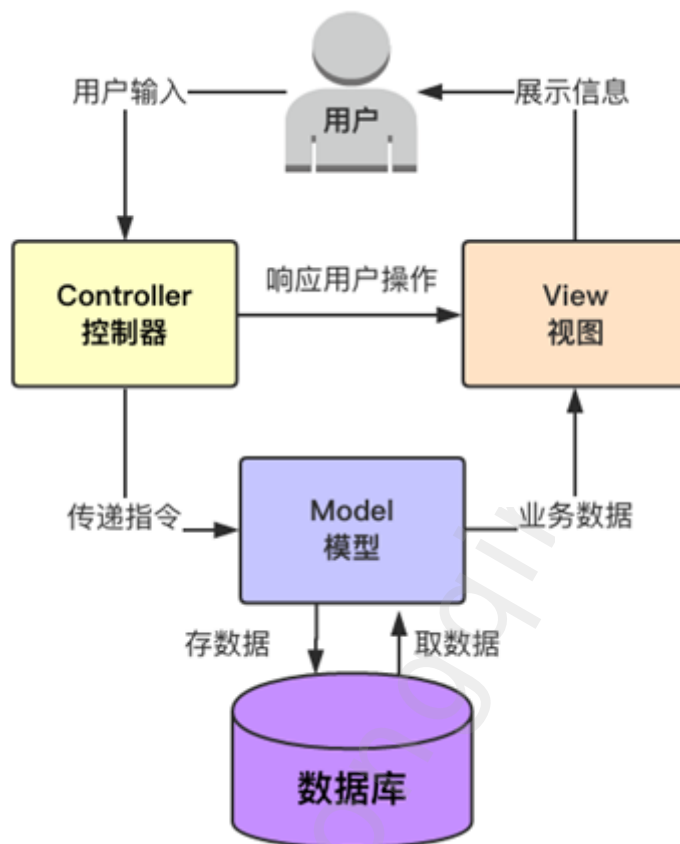 用户输入
用户
展示信息
Controller
控制器
响应用户操作
View
视图
传递指令
Model
模型
业务数据
存数据
取数据
数据库